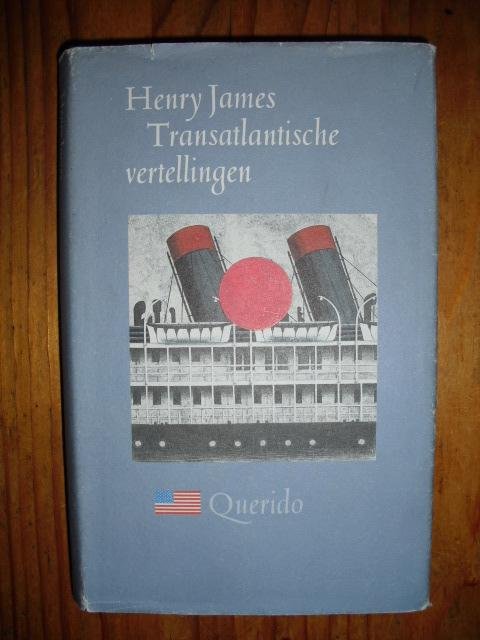 Henry James
Transatlantische
vertellingen
Querido